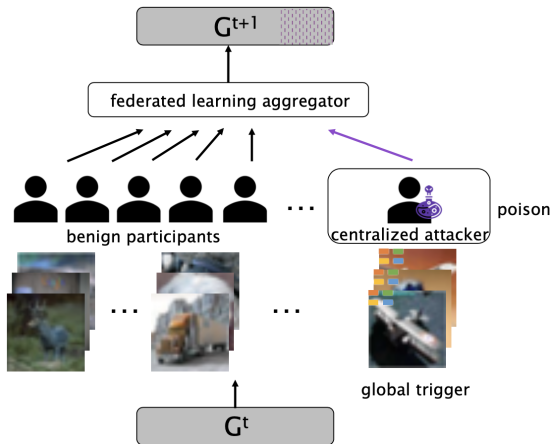 G^{t+1}
federated learning aggregator
...
poison
benign participants
centralized attacker
...
...
global trigger
G^t